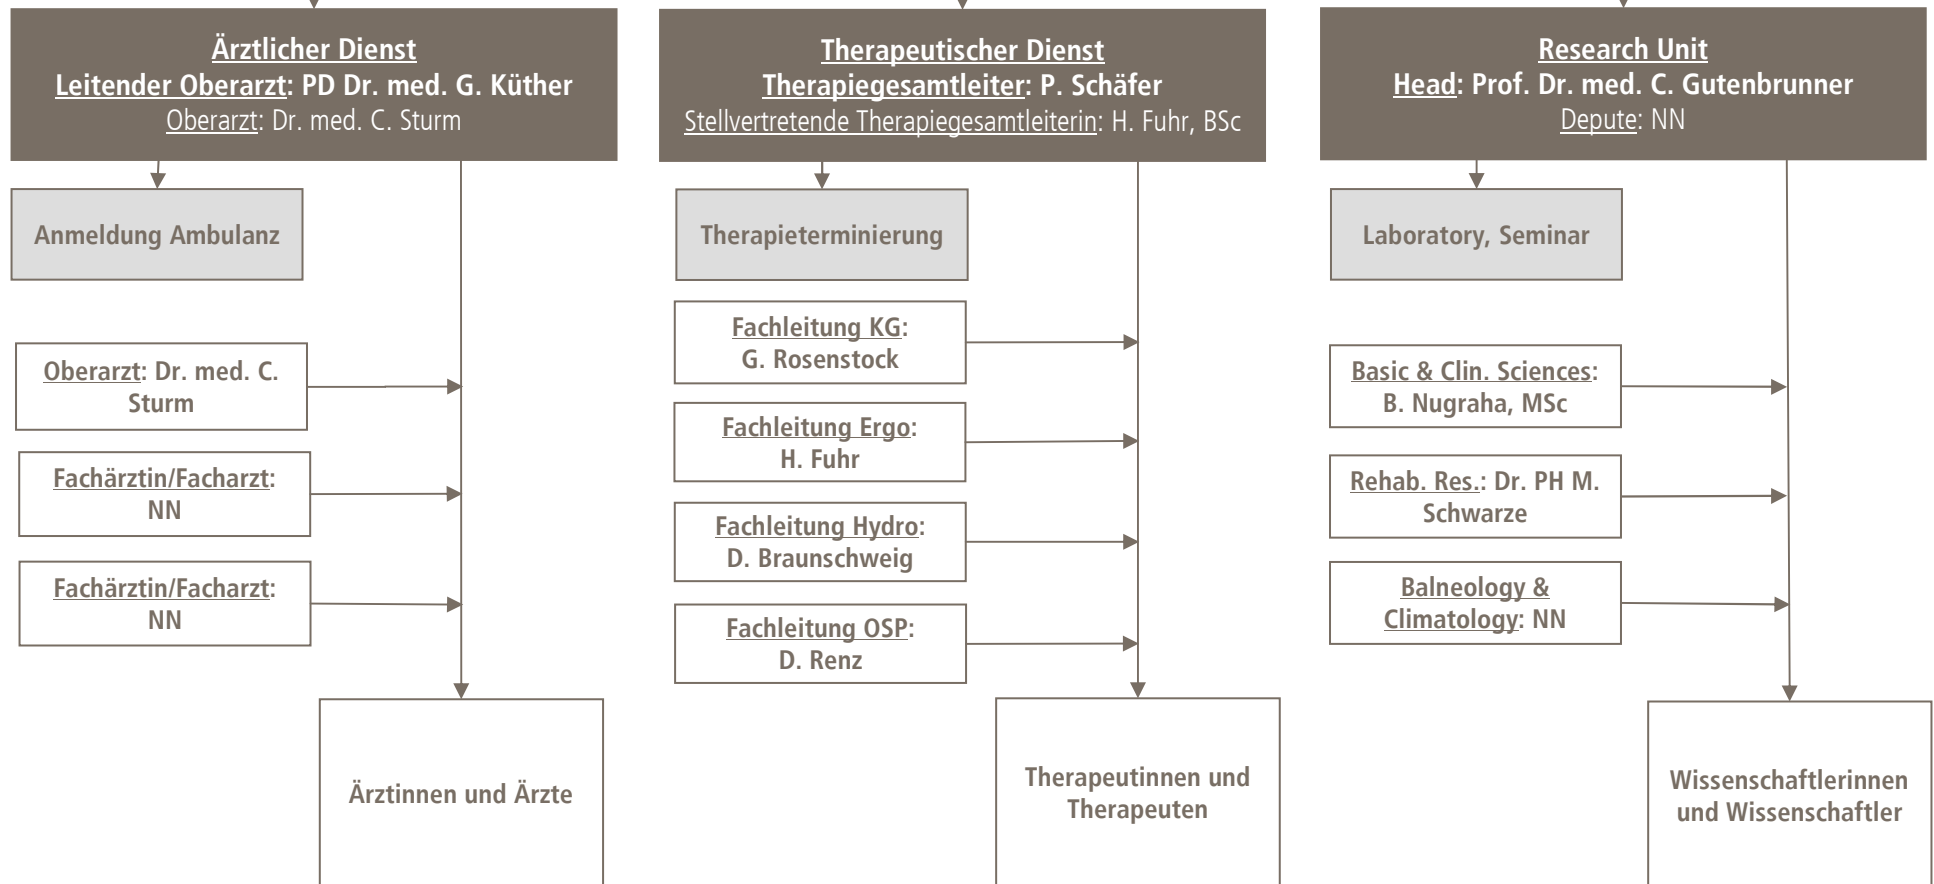 Ärztlicher Dienst
Leitender Oberarzt: PD Dr. med. G. Küther
Oberarzt: Dr. med. C. Sturm
Anmeldung Ambulanz
Oberarzt: Dr. med. C.
Sturm
Fachärztin/Facharzt:
NN
Fachärztin/Facharzt:
NN
Ärztinnen und Ärzte
Therapeutischer Dienst
Therapiegesamtleiter: P. Schäfer
Stellvertretende Therapiegesamtleiterin: H. Fuhr, BSc
Therapieterminierung
Fachleitung KG:
G. Rosenstock
Fachleitung Ergo:
H. Fuhr
Fachleitung Hydro:
D. Braunschweig
Fachleitung OSP:
D. Renz
Therapeutinnen und
Therapeuten
Research Unit
Head: Prof. Dr. med. C. Gutenbrunner
Depute: NN
Laboratory, Seminar
Basic & Clin. Sciences:
B. Nugraha, MSc
Rehab. Res.: Dr. PH M.
Schwarze
Balneology &
Climatology: NN
Wissenschaftlerinnen
und Wissenschaftler